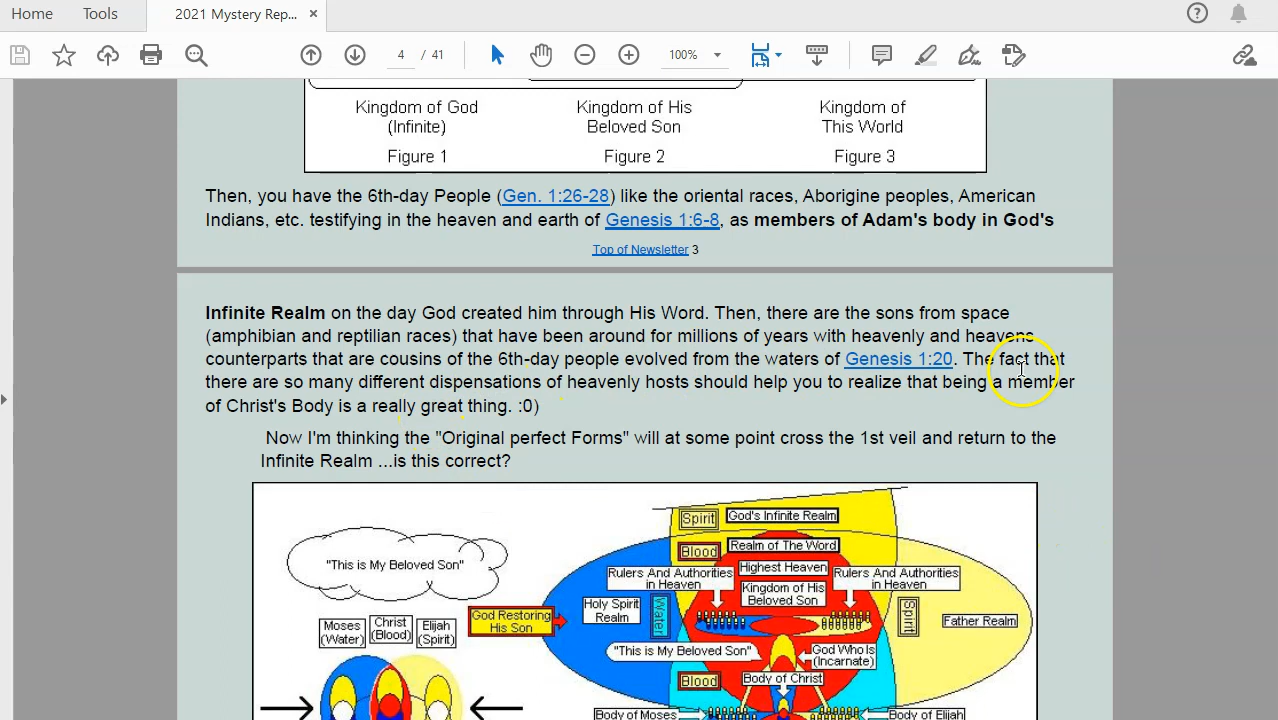 Home
Tools
2021 Mystery Rep...
×
4 / 41
100%
Kingdom of God
(Infinite)
Figure 1
Kingdom of His
Beloved Son
Figure 2
Kingdom of
This World
Figure 3
Then, you have the 6th-day People (Gen. 1:26-28) like the oriental races, Aborigine peoples, American
Indians, etc. testifying in the heaven and earth of Genesis 1:6-8, as members of Adam's body in God's
Top of Newsletter 3
Infinite Realm on the day God created him through His Word. Then, there are the sons from space
(amphibian and reptilian races) that have been around for millions of years with heavenly and heavens
counterparts that are cousins of the 6th-day people evolved from the waters of Genesis 1:20. The fact that
there are so many different dispensations of heavenly hosts should help you to realize that being a member
of Christ's Body is a really great thing. :0)
Now I'm thinking the "Original perfect Forms" will at some point cross the 1st veil and return to the
Infinite Realm ...is this correct?
"This is My Beloved Son"
Moses
(Water)
Christ
(Blood)
Elijah
(Spirit)
God Restoring
His Son
Spirit
God's Infinite Realm
Blood
Realm of The Word
Rulers And Authorities
in Heaven
Highest Heaven
Kingdom of His
Beloved Son
Rulers And Authorities
in Heaven
Holy Spirit
Realm
Water
Spirit
Father Realm
"This is My Beloved Son"
God Who Is
(Incarnate)
Blood
Body of Christ
Body of Moses
Body of Elijah